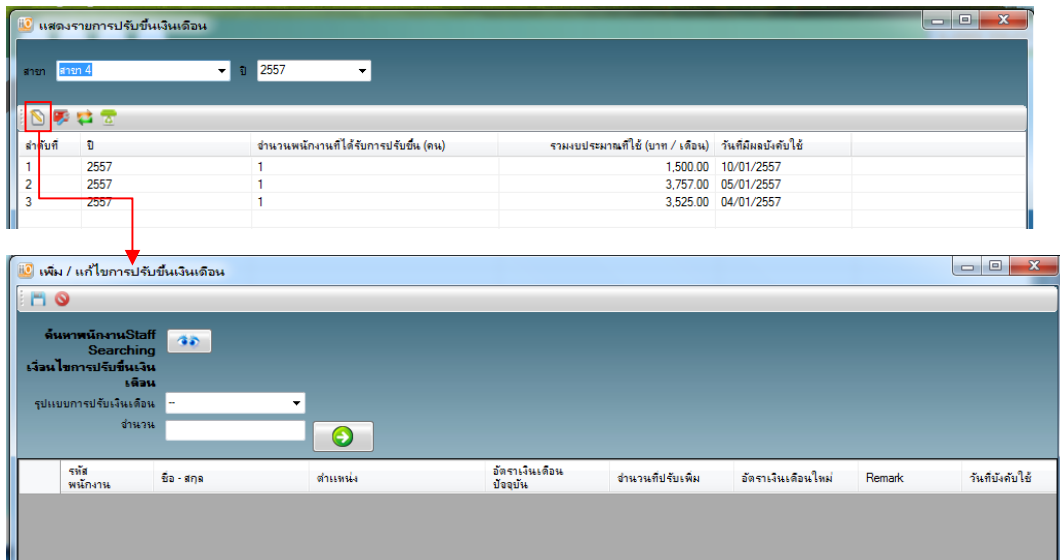 แสดงรายการปรับขึ้นเงินเดือน
สาขา สาขา 4 ปี 2557
ลำดับที่ ปี จำนวนพนักงานที่ได้รับการปรับขึ้น (คน) รวมงบประมาณที่ใช้ (บาท / เดือน) วันที่มีผลบังคับใช้
1 2557 1 1,500.00 10/01/2557
2 2557 1 3,757.00 05/01/2557
3 2557 1 3,525.00 04/01/2557
เพิ่ม / แก้ไขการปรับขึ้นเงินเดือน
ค้นหาพนักงานStaff
Searching
เงื่อนไขการปรับขึ้นเงิน
เดือน
รูปแบบการปรับเงินเดือน --
จำนวน
รหัส
พนักงาน
ชื่อ - สกุล
ตำแหน่ง
อัตราเงินเดือน
ปัจจุบัน
จำนวนที่ปรับเพิ่ม
อัตราเงินเดือนใหม่
Remark
วันที่บังคับใช้